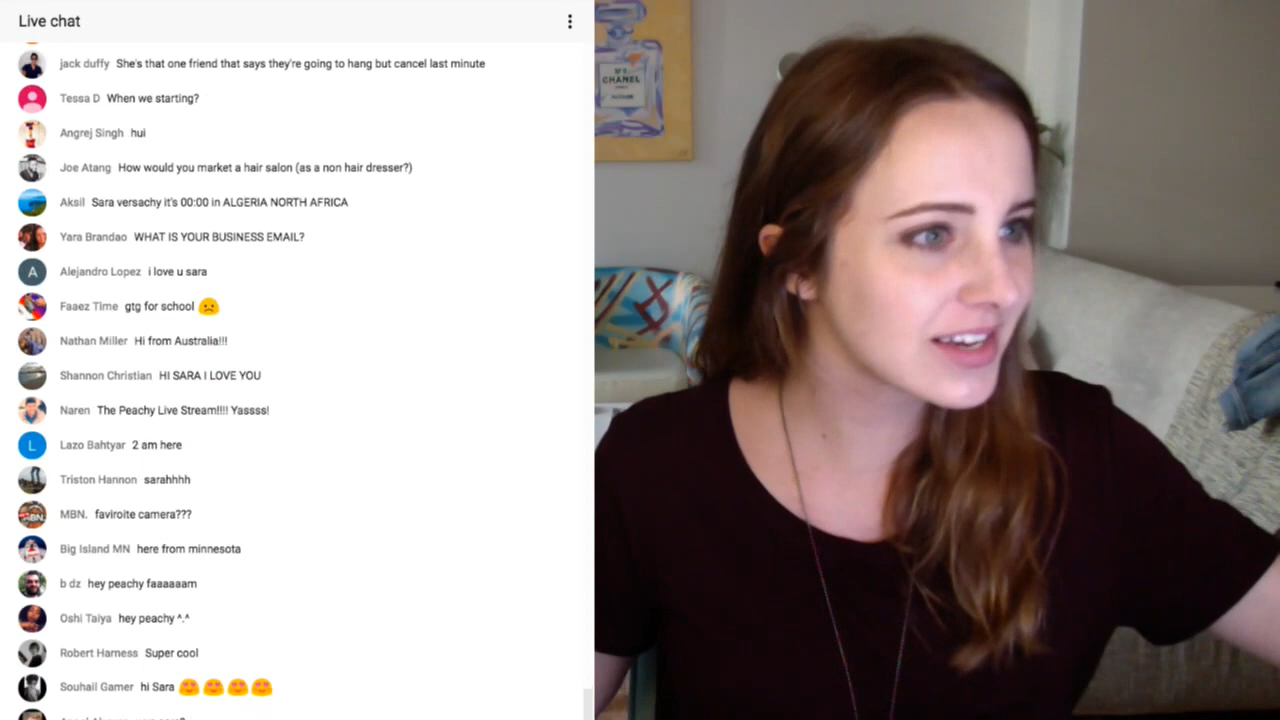 Live chat
jack duffy She's that one friend that says they're going to hang but cancel last minute
Tessa D When we starting?
Angrej Singh hui
Joe Atang How would you market a hair salon (as a non hair dresser?)
Aksil Sara versachy it's 00:00 in ALGERIA NORTH AFRICA
Yara Brandao WHAT IS YOUR BUSINESS EMAIL?
A
Alejandro Lopez i love u sara
Faaez Time gtg for school
Nathan Miller Hi from Australia!!!
Shannon Christian HI SARA I LOVE YOU
Naren The Peachy Live Stream!!!! Yassss!
L
Lazo Bahtyar 2 am here
Triston Hannon sarahhhh
MBN. faviroite camera???
Big Island MN here from minnesota
b dz hey peachy faaaaaam
Oshi Taiya hey peachy ^.^
Robert Harness Super cool
Souhail Gamer hi Sara
CHANEL